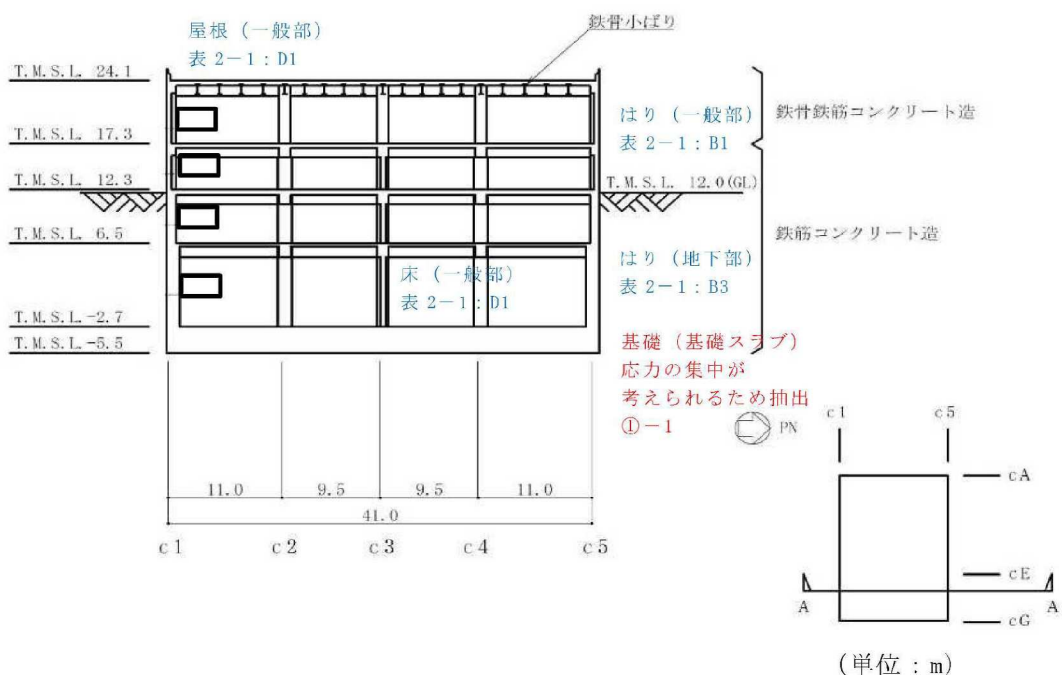 屋根（一般部）
表 2－1：D1
鉄骨小ばり
T.M.S.L. 24.1
T.M.S.L. 17.3
T.M.S.L. 12.3
T.M.S.L. 6.5
T.M.S.L.-2.7
T.M.S.L.-5.5
はり（一般部）
表 2－1：B1
鉄骨鉄筋コンクリート造
T.M.S.L. 12.0(GL)
鉄筋コンクリート造
床（一般部）
表 2－1：D1
はり（地下部）
表 2－1：B3
基礎（基礎スラブ）
応力の集中が
考えられるため抽出
①－1
PN
11.0 9.5 9.5 11.0
41.0
c1 c2 c3 c4 c5
c1 c5
cA
cE
A A
cG
(単位：m)